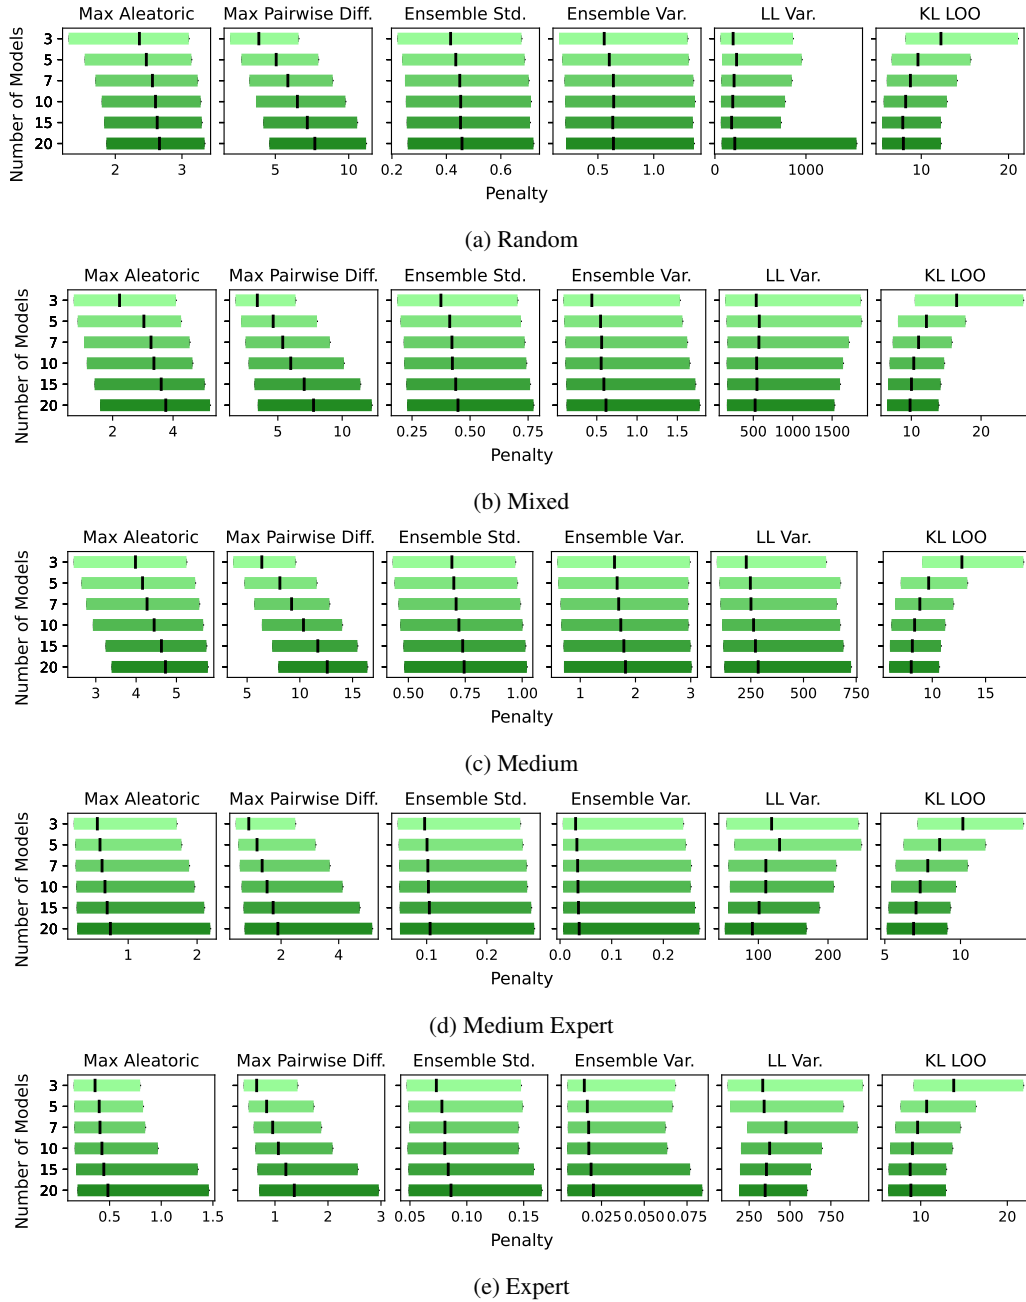 Max Aleatoric Max Pairwise Diff. Ensemble Std. Ensemble Var. LL Var. KL LOO
Number of Models
3
5
7
10
15
20
2 3 5 10 0.2 0.4 0.6 0.5 1.0 0 1000 10 20
Penalty
(a) Random
Max Aleatoric Max Pairwise Diff. Ensemble Std. Ensemble Var. LL Var. KL LOO
Number of Models
3
5
7
10
15
20
2 4 5 10 0.25 0.50 0.75 0.5 1.0 1.5 500 1000 1500 10 20
Penalty
(b) Mixed
Max Aleatoric Max Pairwise Diff. Ensemble Std. Ensemble Var. LL Var. KL LOO
Number of Models
3
5
7
10
15
20
3 4 5 5 10 15 0.50 0.75 1.00 1 2 3 250 500 750 10 15
Penalty
(c) Medium
Max Aleatoric Max Pairwise Diff. Ensemble Std. Ensemble Var. LL Var. KL LOO
Number of Models
3
5
7
10
15
20
1 2 2 4 0.1 0.2 0.0 0.1 0.2 100 200 5 10
Penalty
(d) Medium Expert
Max Aleatoric Max Pairwise Diff. Ensemble Std. Ensemble Var. LL Var. KL LOO
Number of Models
3
5
7
10
15
20
0.5 1.0 1.5 1 2 3 0.05 0.10 0.15 0.025 0.050 0.075 250 500 750 10 20
Penalty
(e) Expert